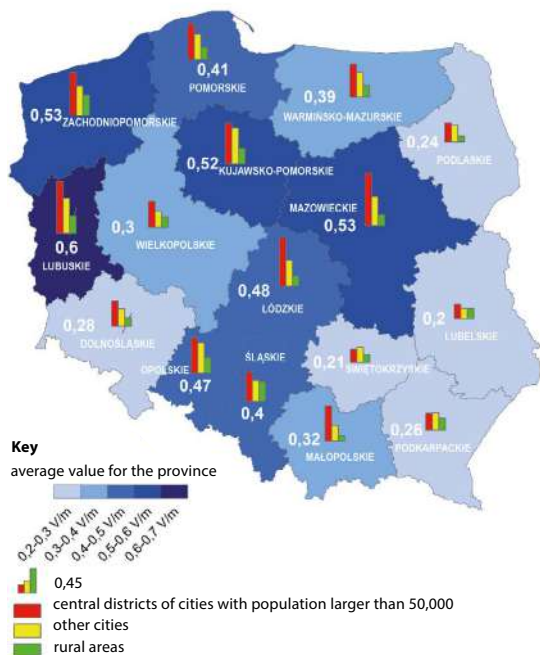 0,41
POMORSKIE
0,53
ZACHODNIOPOMORSKIE
0,39
WARMIŃSKO-MAZURSKIE
0,24
PODLASKIE
0,52
KUJAWSKO-POMORSKIE
MAZOWIECKIE
0,53
0,6
LUBUSKIE
0,3
WIELKOPOLSKIE
0,48
ŁÓDZKIE
0,2
LUBELSKIE
0,28
DOLNOŚLĄSKIE
OPOLSKIE
0,47
ŚLĄSKIE
0,4
0,21
ŚWIĘTOKRZYSKIE
0,32
MAŁOPOLSKIE
0,26
PODKARPACKIE
Key
average value for the province
0,2–0,3 V/m
0,3–0,4 V/m
0,4–0,5 V/m
0,5–0,6 V/m
0,6–0,7 V/m
0,45
central districts of cities with population larger than 50,000
other cities
rural areas